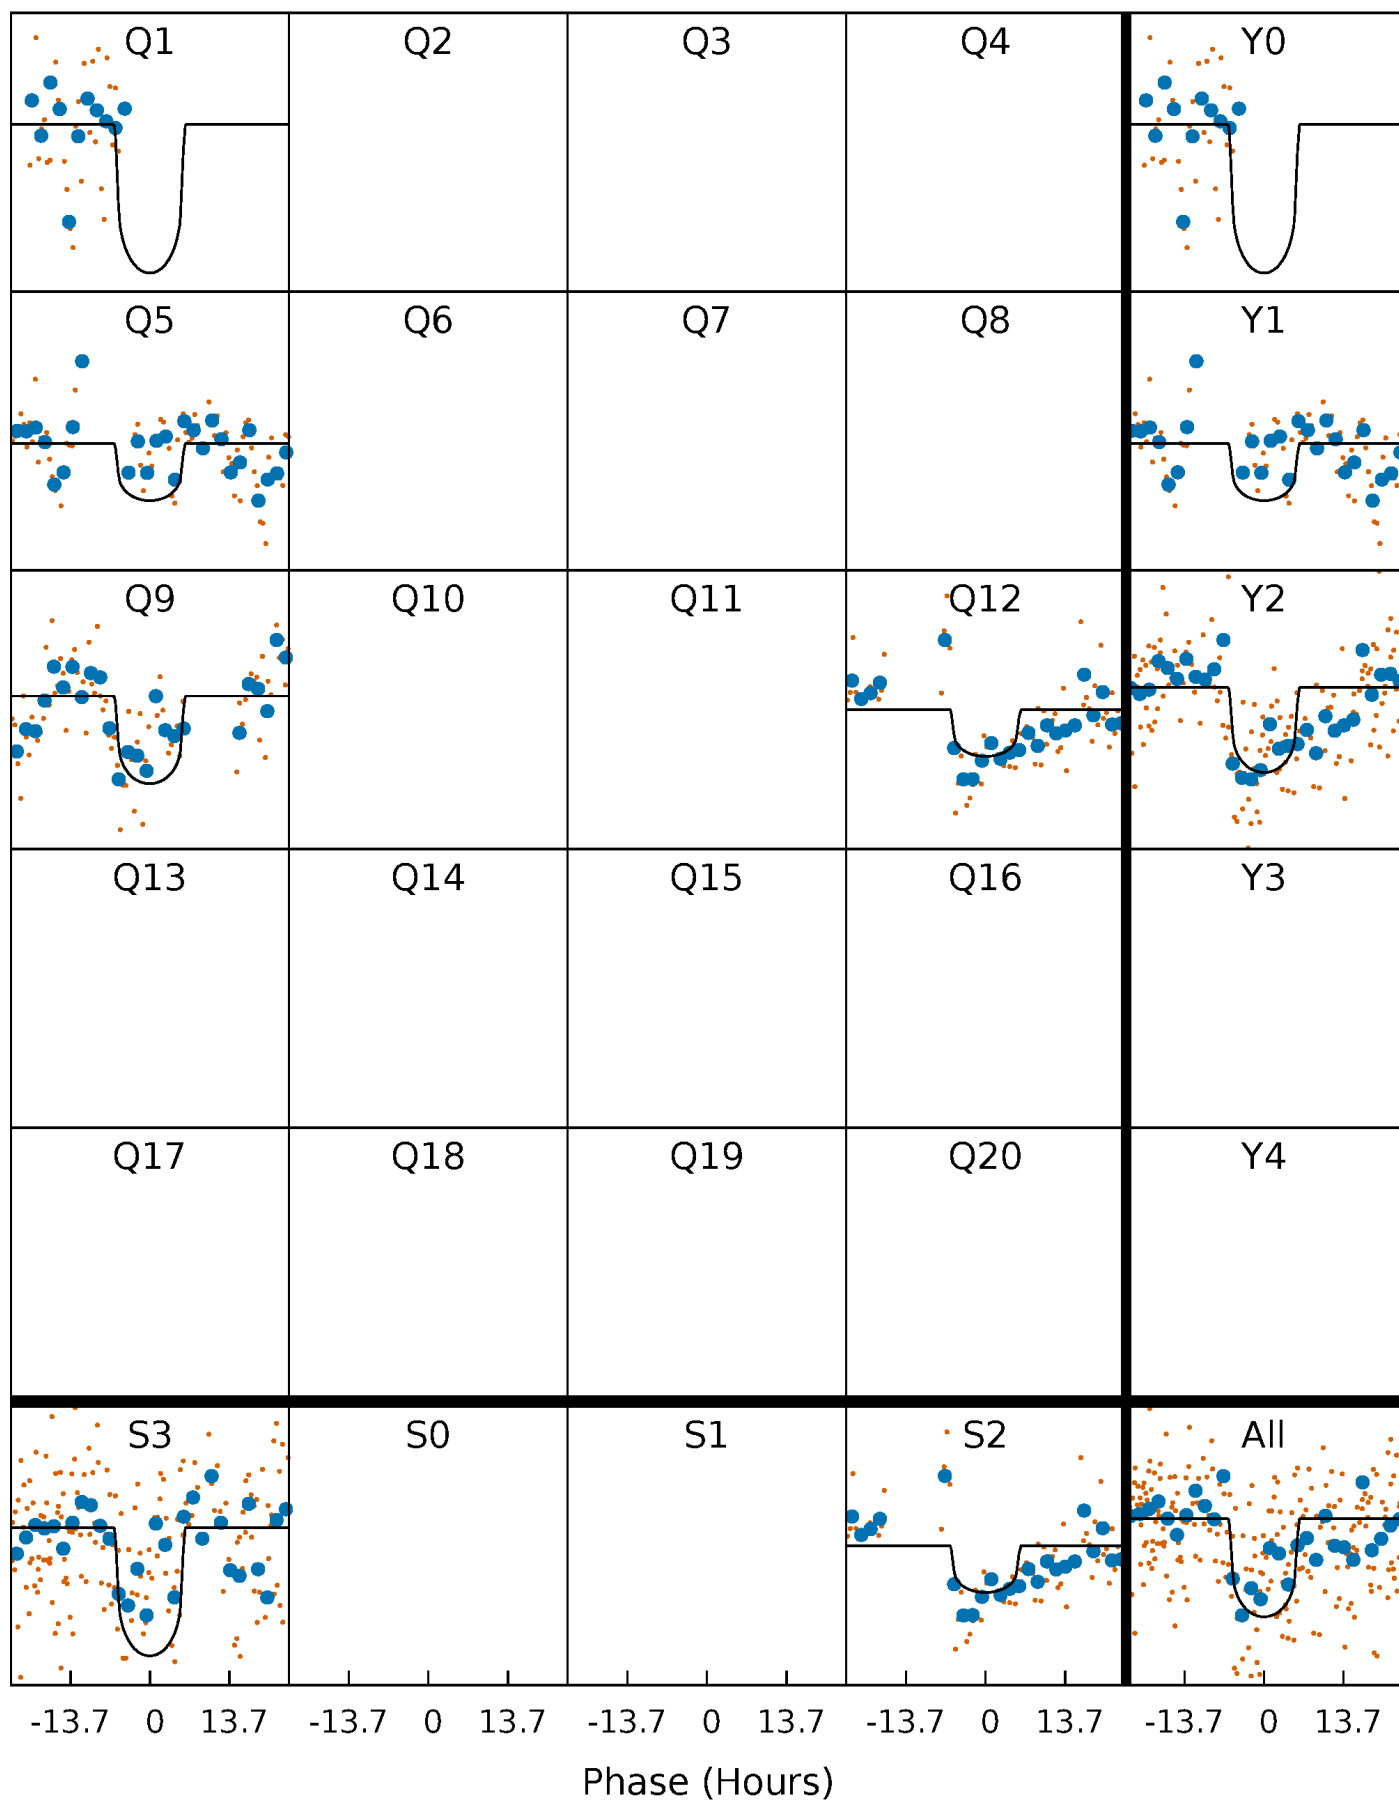 Q1 Q2 Q3 Q4 Y0
Q5 Q6 Q7 Q8 Y1
Q9 Q10 Q11 Q12 Y2
Q13 Q14 Q15 Q16 Y3
Q17 Q18 Q19 Q20 Y4
S3 S0 S1 S2 All
-13.7 0 13.7 -13.7 0 13.7 -13.7 0 13.7 -13.7 0 13.7 -13.7 0 13.7
Phase (Hours)